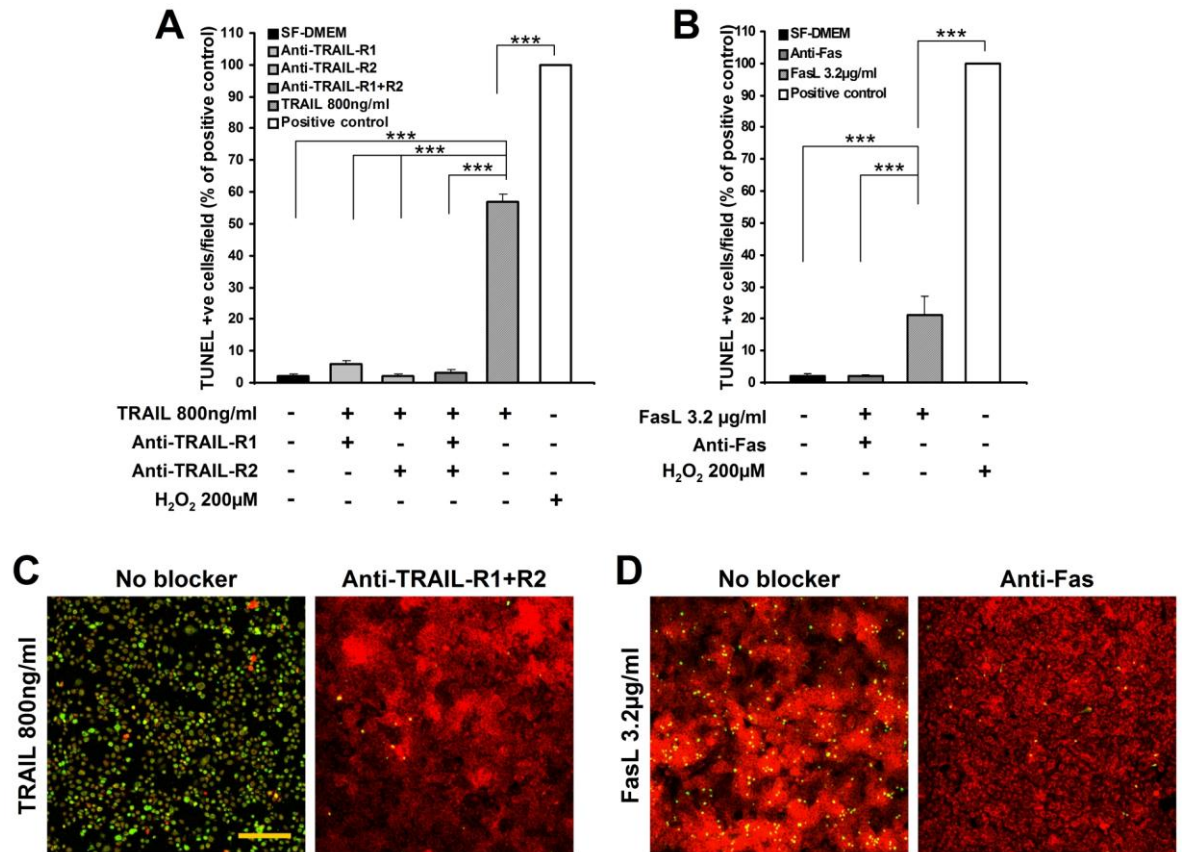 A
TUNEL +ve cells/field (% of positive control)
110
100
90
80
70
60
50
40
30
20
10
0
SF-DMEM
Anti-TRAIL-R1
Anti-TRAIL-R2
Anti-TRAIL-R1+R2
TRAIL 800ng/ml
Positive control
***
***
***
***
TRAIL 800ng/ml - + + + + -
Anti-TRAIL-R1 - + - + - -
Anti-TRAIL-R2 - - + + - -
H₂O₂ 200µM - - - - - +
B
TUNEL +ve cells/field (% of positive control)
110
100
90
80
70
60
50
40
30
20
10
0
SF-DMEM
Anti-Fas
FasL 3.2µg/ml
Positive control
***
***
***
FasL 3.2 µg/ml - + + -
Anti-Fas - + - -
H₂O₂ 200µM - - - +
C
No blocker
Anti-TRAIL-R1+R2
TRAIL 800ng/ml
D
No blocker
Anti-Fas
FasL 3.2µg/ml